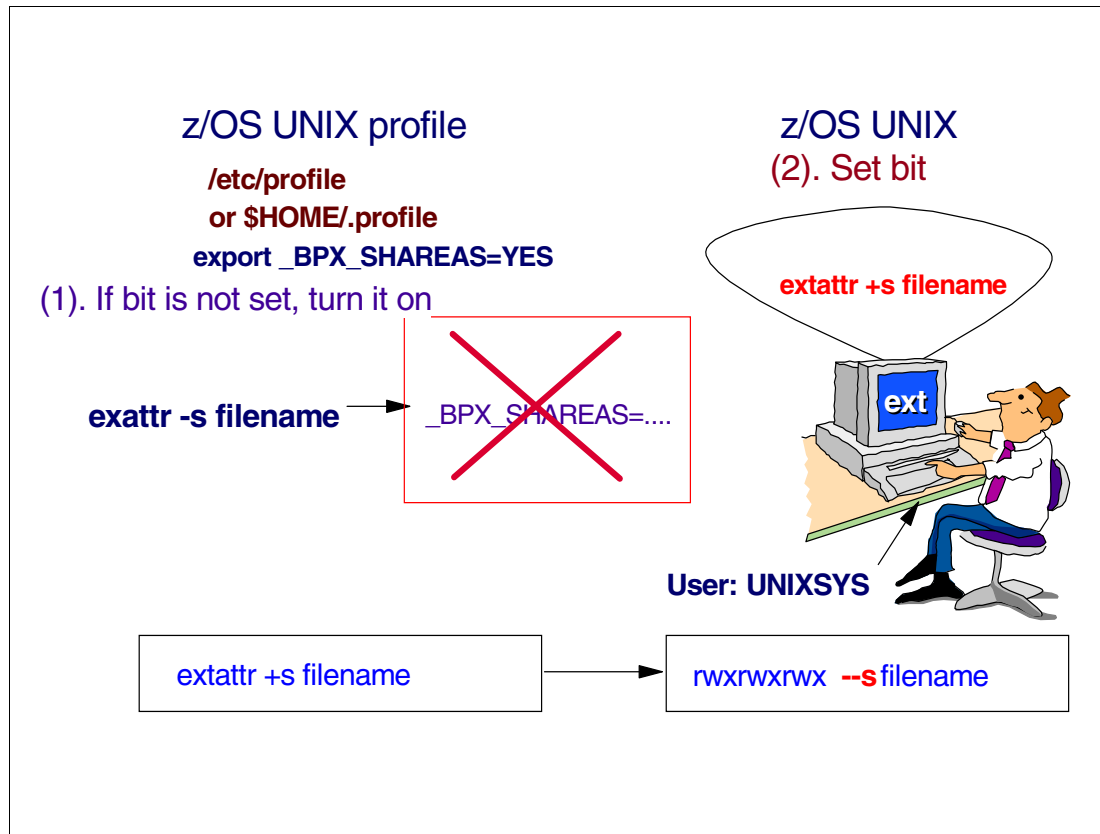 z/OS UNIX profile
/etc/profile
or $HOME/.profile
export _BPX_SHAREAS=YES
(1). If bit is not set, turn it on
exattr -s filename
_BPX_SHAREAS=....
z/OS UNIX
(2). Set bit
extattr +s filename
ext
User: UNIXSYS
extattr +s filename
rwxrwxrwx --s filename